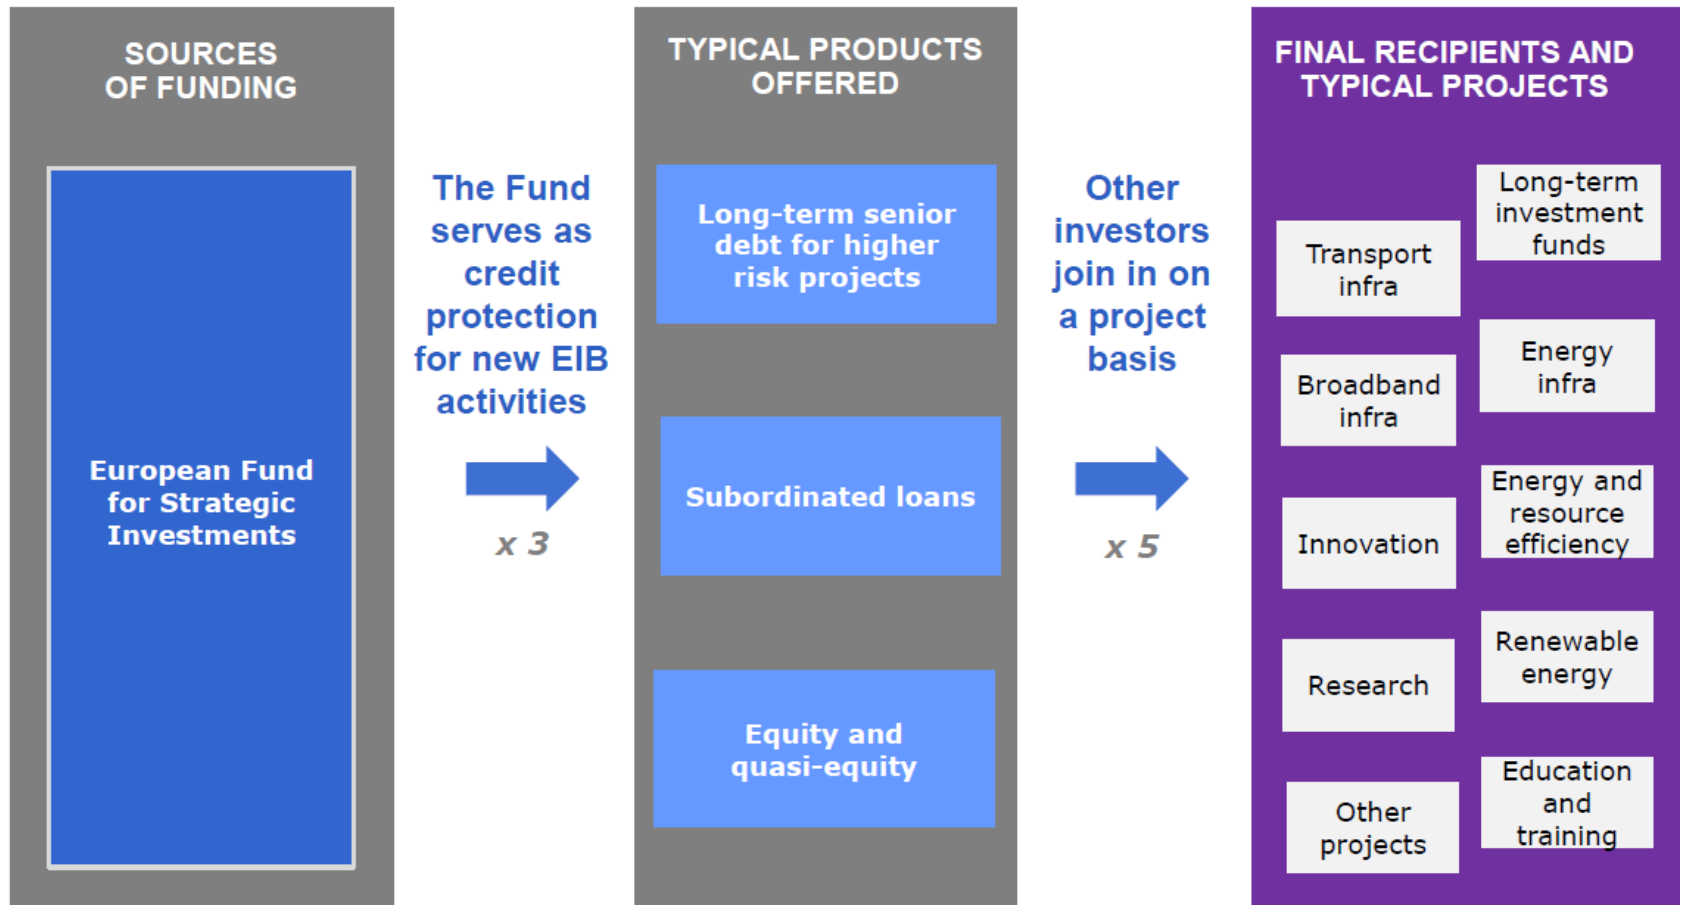 SOURCES
OF FUNDING
European Fund
for Strategic
Investments
The Fund
serves as
credit
protection
for new EIB
activities
x 3
TYPICAL PRODUCTS
OFFERED
Long-term senior
debt for higher
risk projects
Subordinated loans
Equity and
quasi-equity
Other
investors
join in on
a project
basis
x 5
FINAL RECIPIENTS AND
TYPICAL PROJECTS
Long-term
investment
funds
Transport
infra
Energy
infra
Broadband
infra
Energy and
resource
efficiency
Innovation
Renewable
energy
Research
Education
and
training
Other
projects